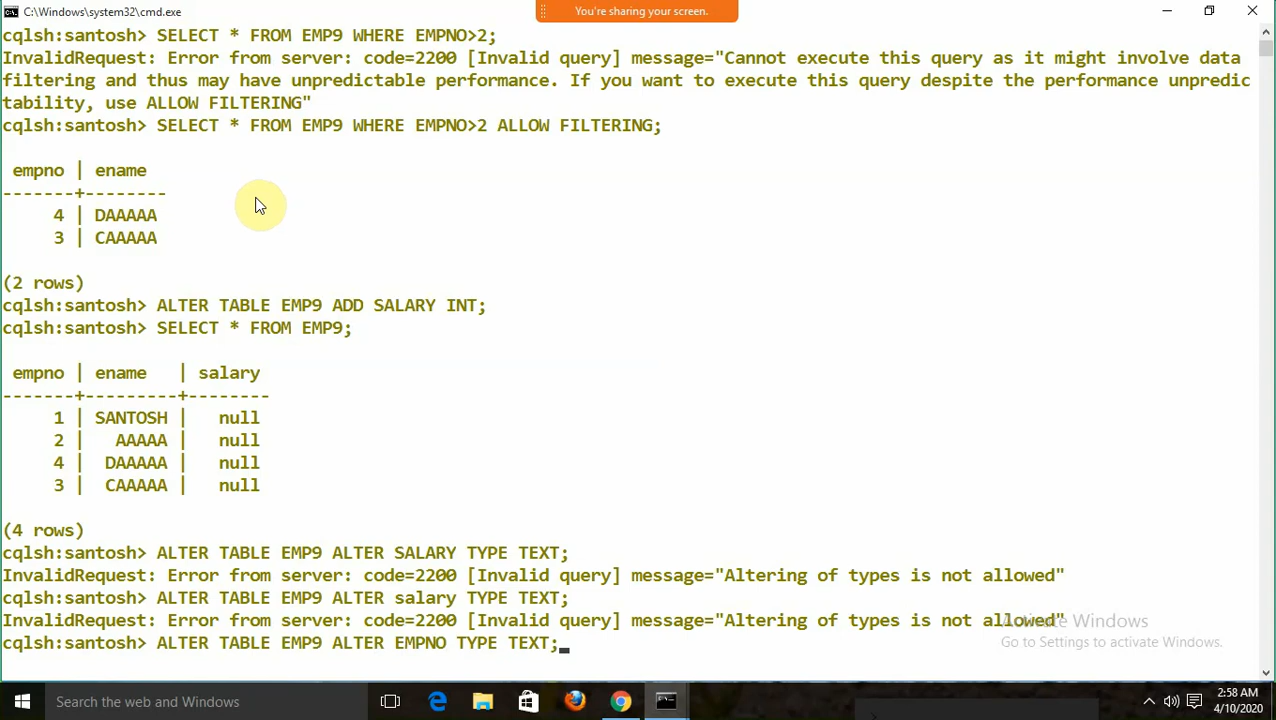 C:\Windows\system32\cmd.exe
You're sharing your screen.
cqlsh:santosh> SELECT * FROM EMP9 WHERE EMPNO>2;
InvalidRequest: Error from server: code=2200 [Invalid query] message="Cannot execute this query as it might involve data
filtering and thus may have unpredictable performance. If you want to execute this query despite the performance unpredic
tability, use ALLOW FILTERING"
cqlsh:santosh> SELECT * FROM EMP9 WHERE EMPNO>2 ALLOW FILTERING;
empno | ename
-------+--------
4 | DAAAAA
3 | CAAAAA
(2 rows)
cqlsh:santosh> ALTER TABLE EMP9 ADD SALARY INT;
cqlsh:santosh> SELECT * FROM EMP9;
empno | ename   | salary
-------+---------+--------
1 | SANTOSH |   null
2 |   AAAAA |   null
4 |  DAAAAA |   null
3 |  CAAAAA |   null
(4 rows)
cqlsh:santosh> ALTER TABLE EMP9 ALTER SALARY TYPE TEXT;
InvalidRequest: Error from server: code=2200 [Invalid query] message="Altering of types is not allowed"
cqlsh:santosh> ALTER TABLE EMP9 ALTER salary TYPE TEXT;
InvalidRequest: Error from server: code=2200 [Invalid query] message="Altering of types is not allowed"
cqlsh:santosh> ALTER TABLE EMP9 ALTER EMPNO TYPE TEXT;
Activate Windows
Go to Settings to activate Windows.
Search the web and Windows
2:58 AM
4/10/2020